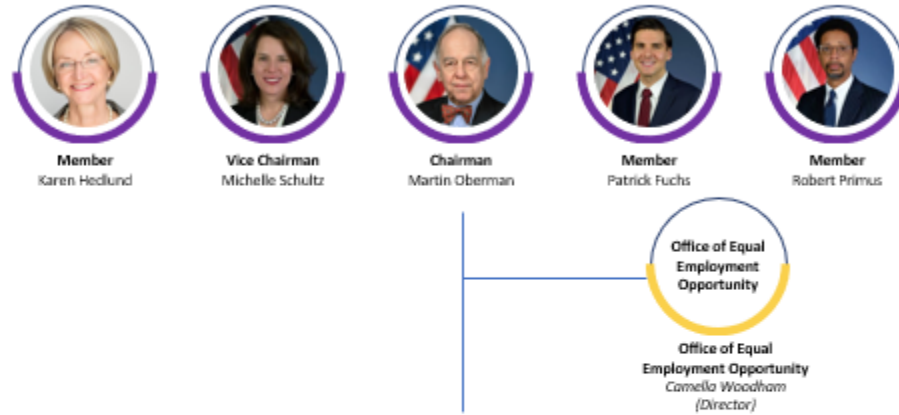 Member
Karen Hedlund
Vice Chairman
Michelle Schultz
Chairman
Martin Oberman
Member
Patrick Fuchs
Member
Robert Primus
Office of Equal
Employment
Opportunity
Office of Equal
Employment Opportunity
Camella Woodham
(Director)